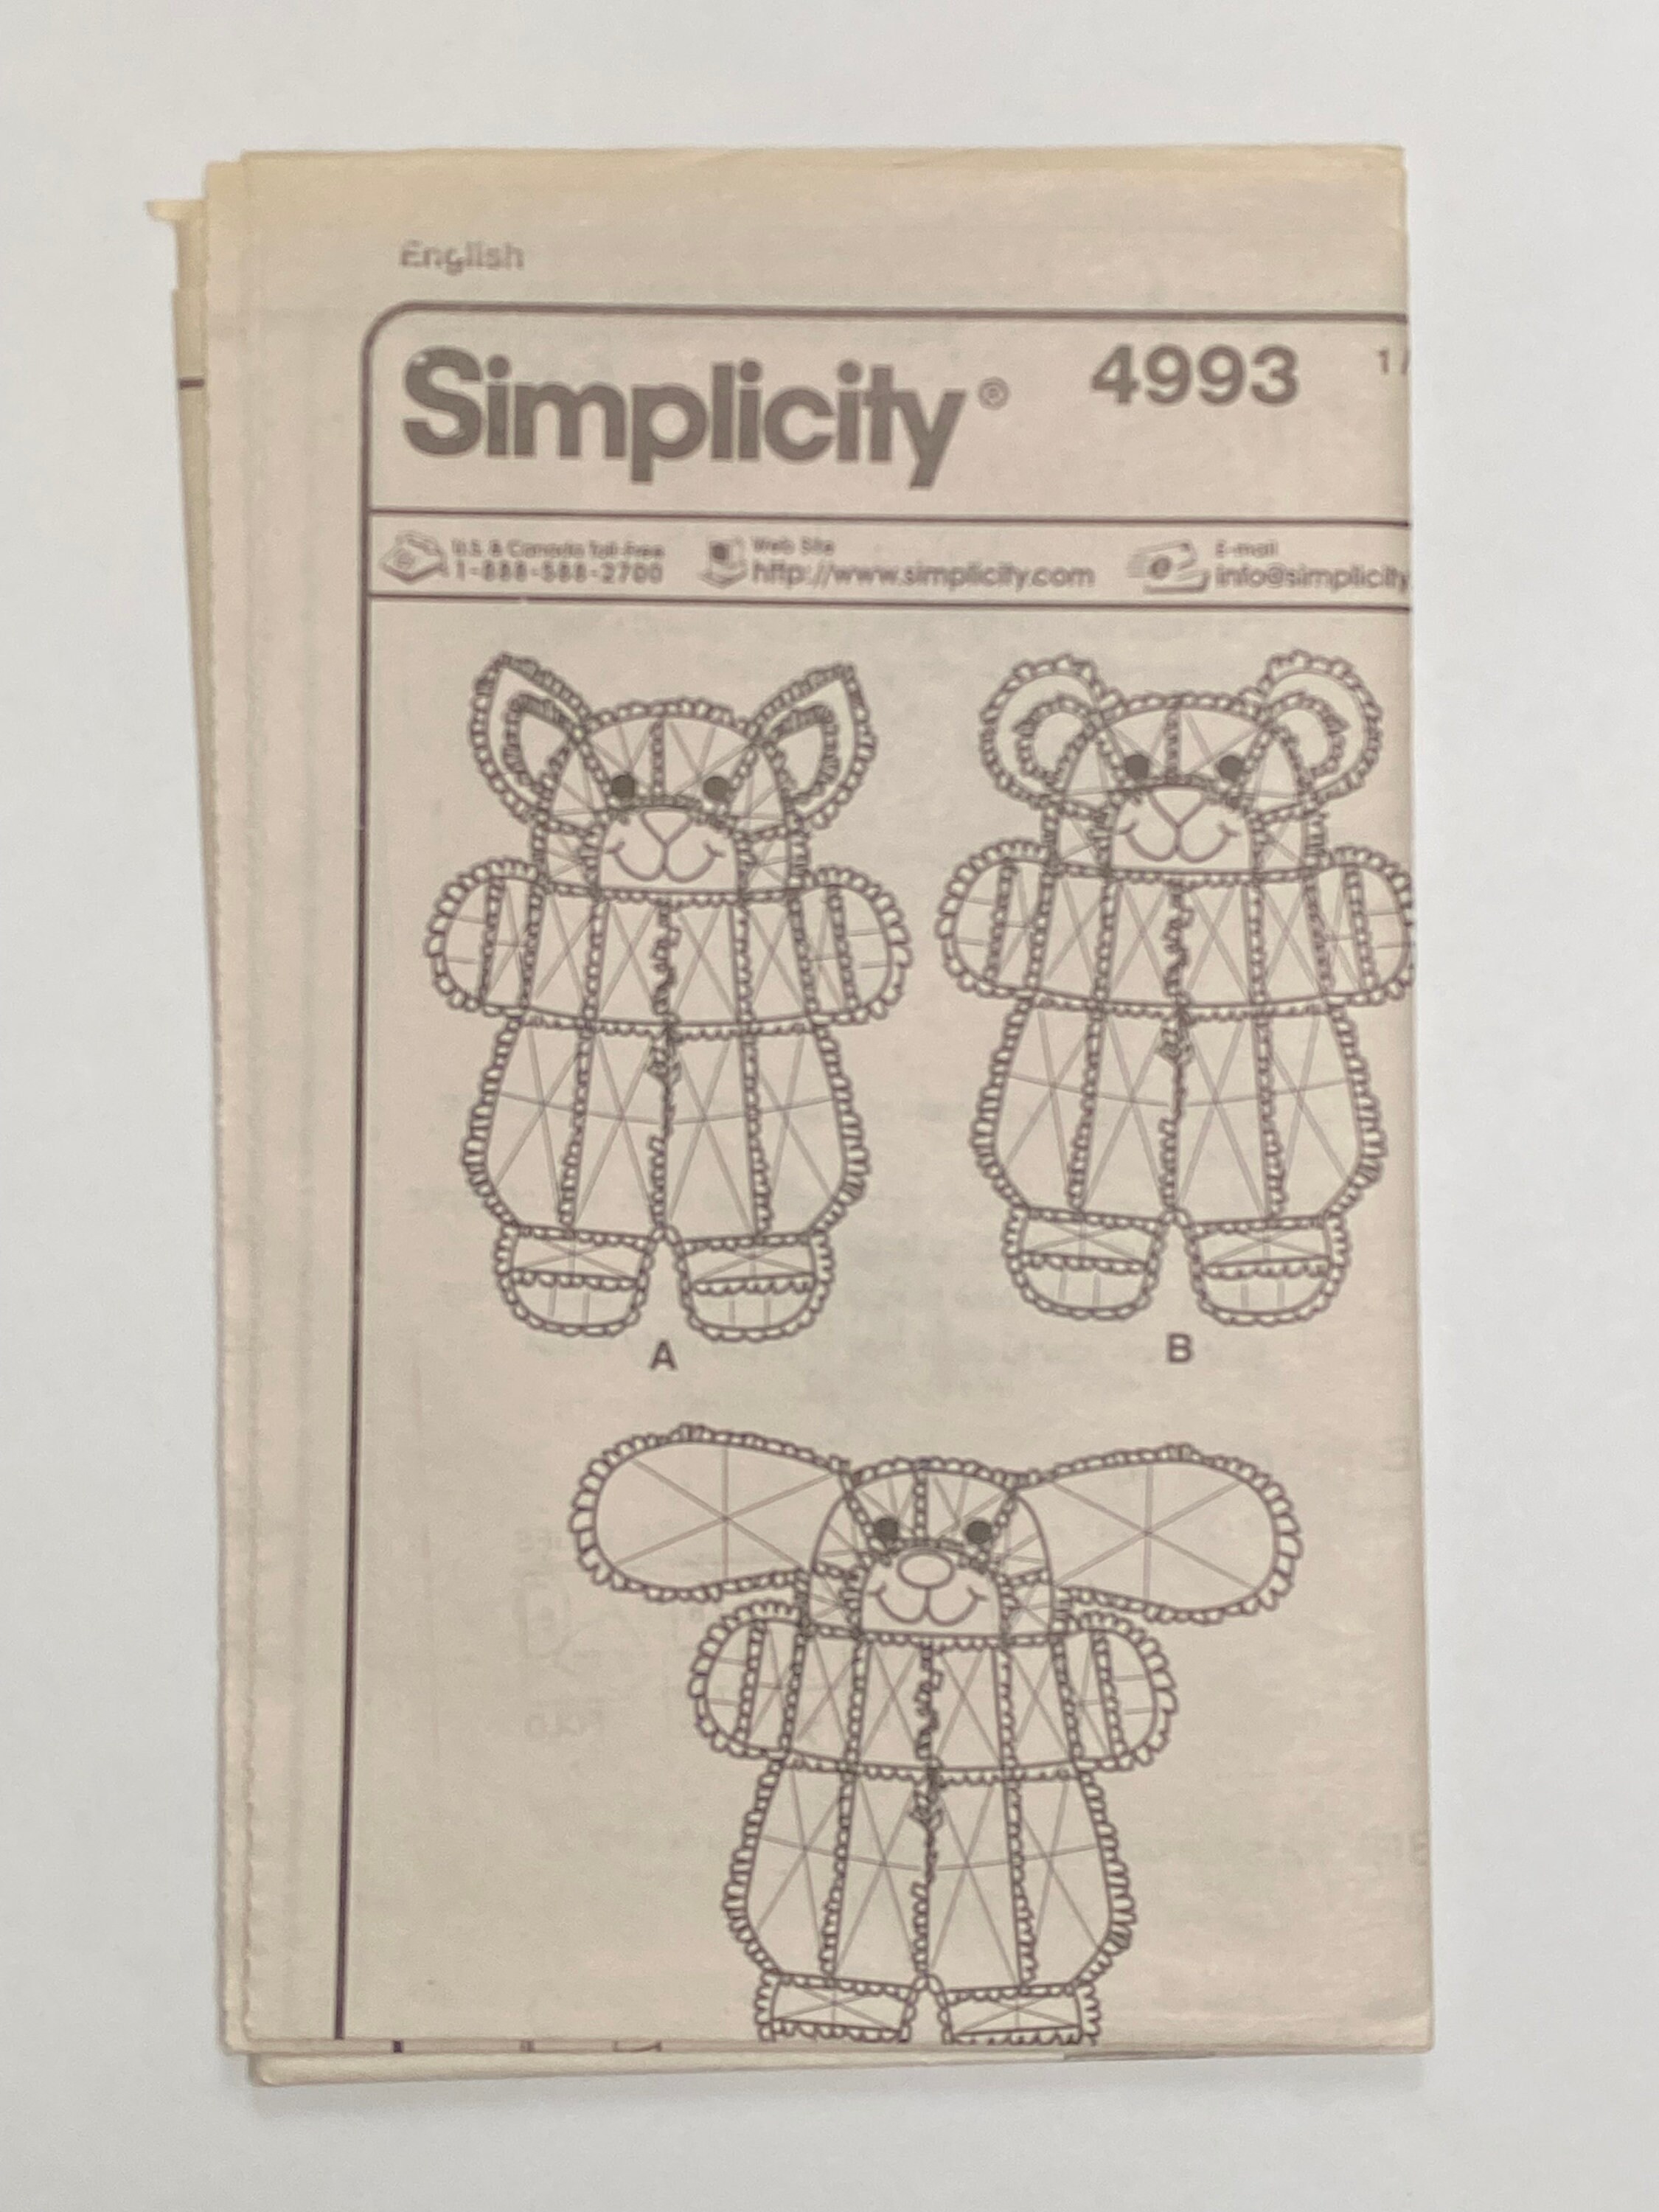 English
Simplicity® 4993 1/
U.S. & Canada Toll-Free
1-888-588-2700
Web Site
http://www.simplicity.com
E-mail
info@simplicity
A
B